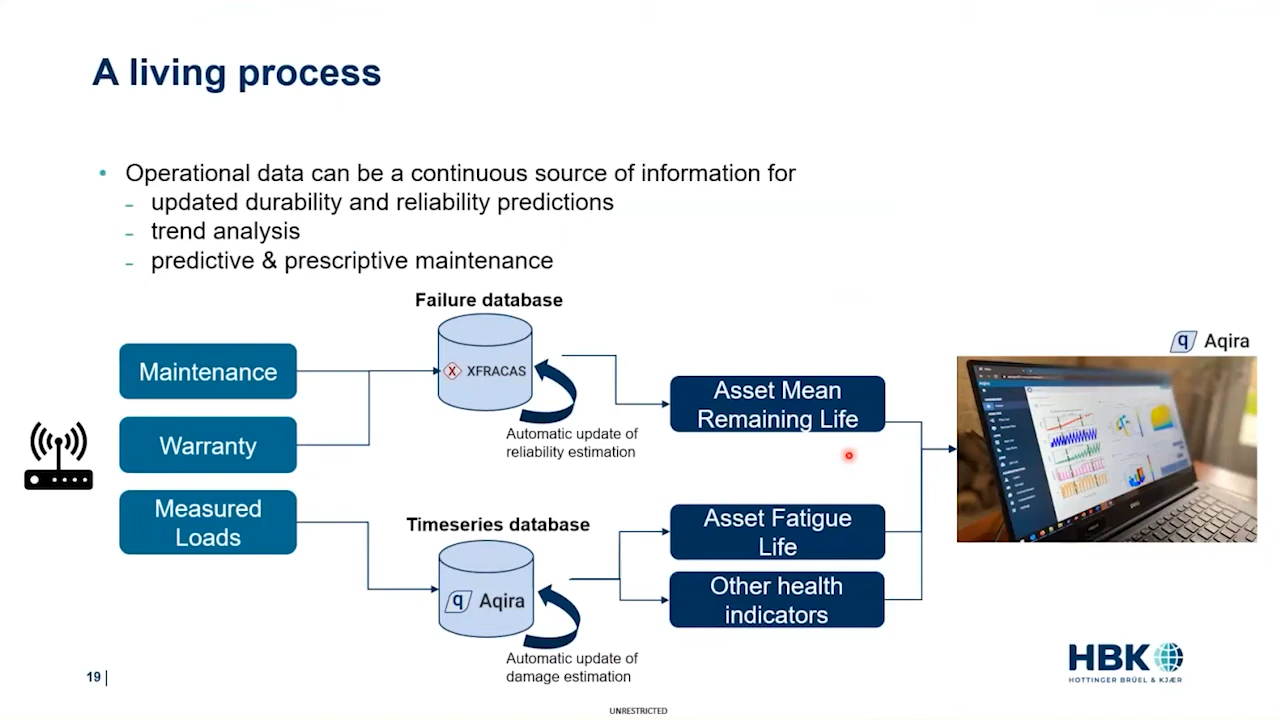 A living process
• Operational data can be a continuous source of information for
- updated durability and reliability predictions
- trend analysis
- predictive & prescriptive maintenance
Failure database
Maintenance
X XFRACAS
Warranty
Automatic update of
reliability estimation
Asset Mean
Remaining Life
q Aqira
Measured
Loads
Timeseries database
q Aqira
Automatic update of
damage estimation
Asset Fatigue
Life
Other health
indicators
HBK
HOTTINGER BRÜEL & KJÆR
19 |
UNRESTRICTED